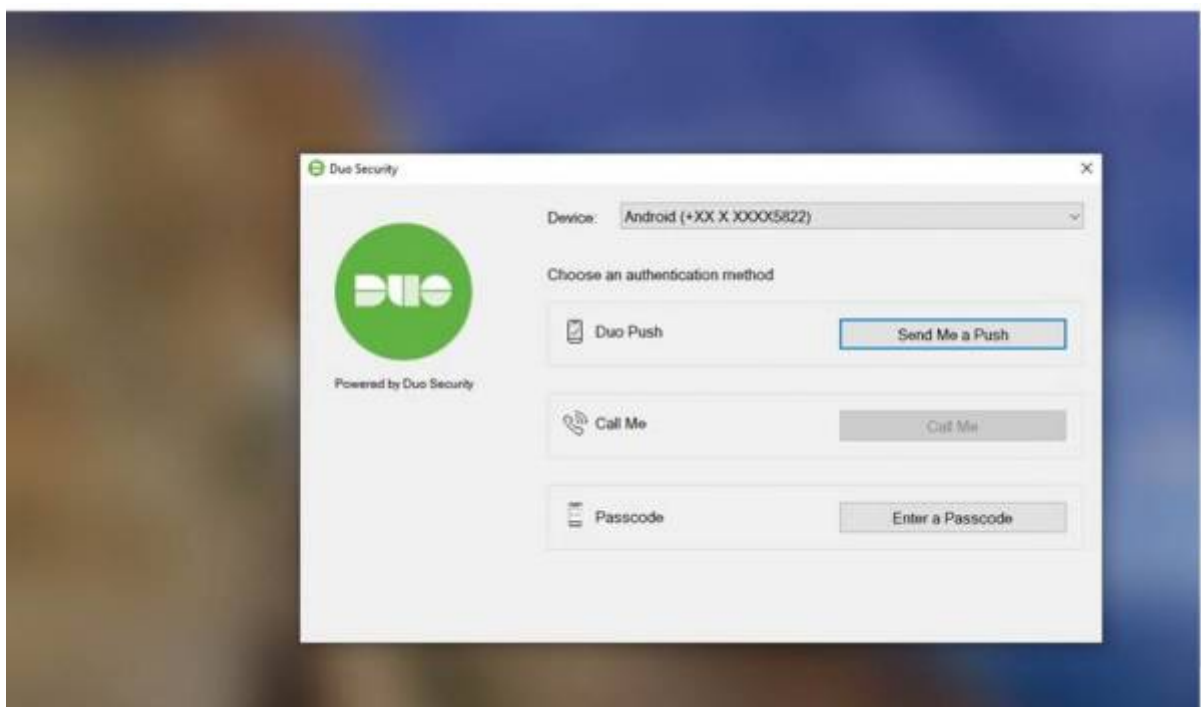 Duo Security
Device: Android (+XX X XXXX5822)
DUO
Choose an authentication method
Duo Push Send Me a Push
Powered by Duo Security
Call Me Call Me
Passcode Enter a Passcode